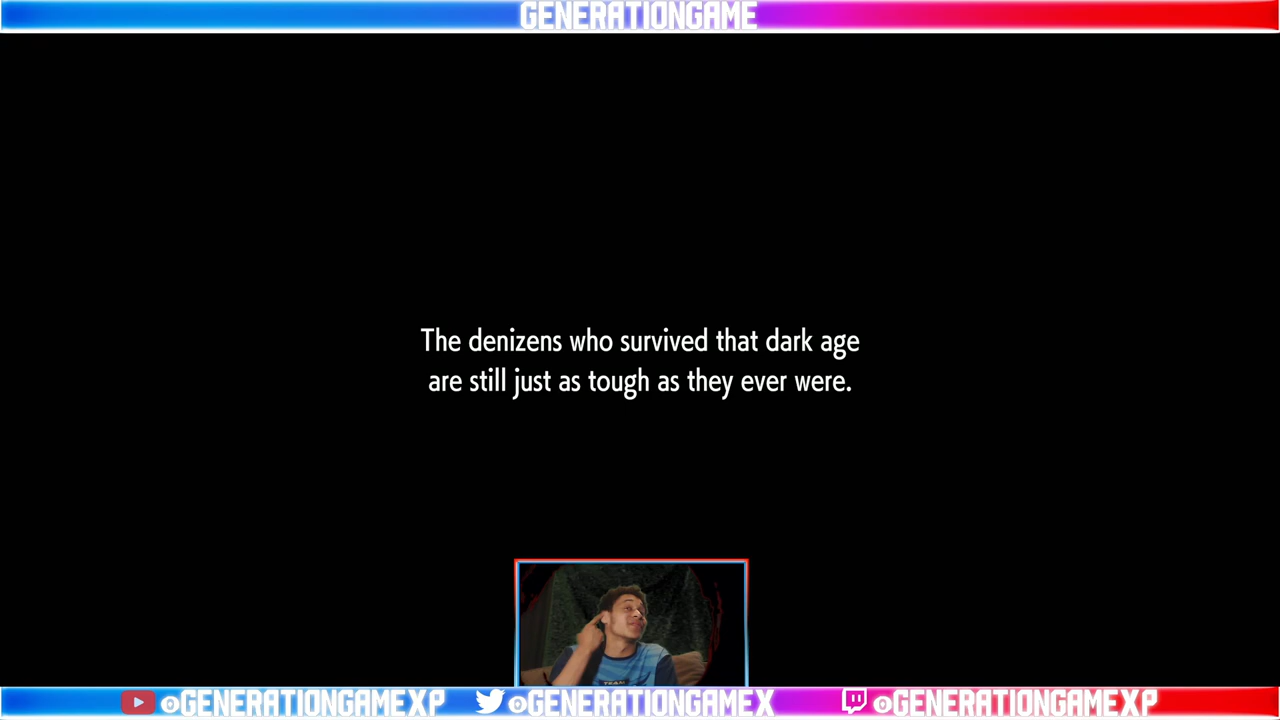 GENERATIONGAME
The denizens who survived that dark age
are still just as tough as they ever were.
TEAM
@GENERATIONGAMEXP @GENERATIONGAMEX @GENERATIONGAMEXP